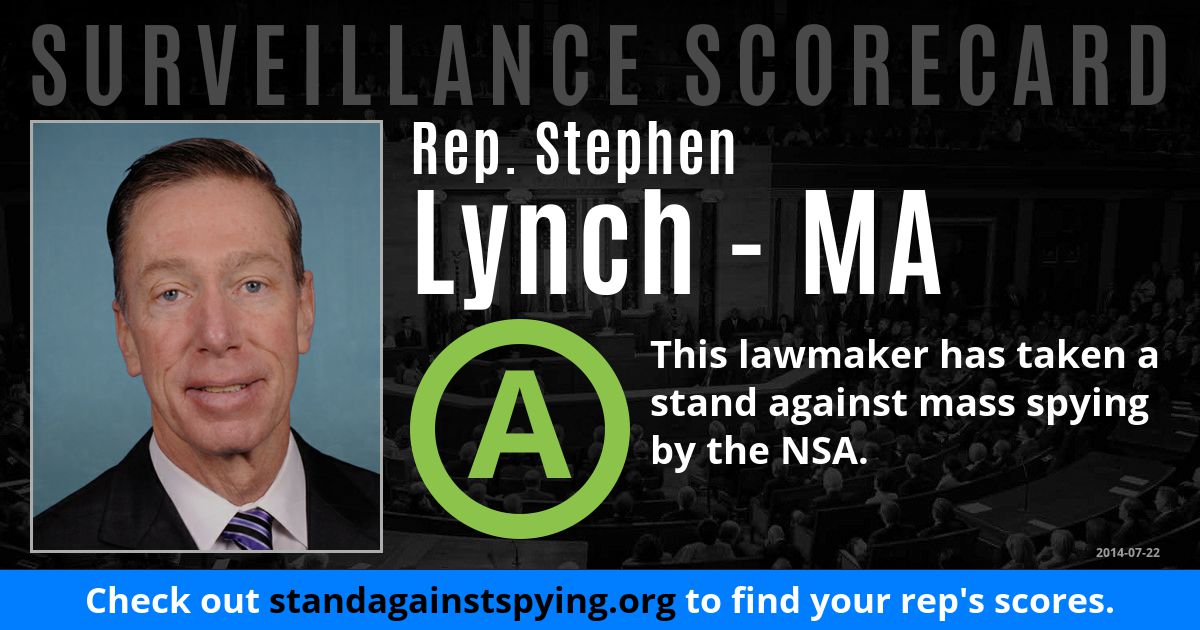 SURVEILLANCE SCORECARD
Rep. Stephen
Lynch - MA
A
This lawmaker has taken a
stand against mass spying
by the NSA.
2014-07-22
Check out standagainstspying.org to find your rep's scores.